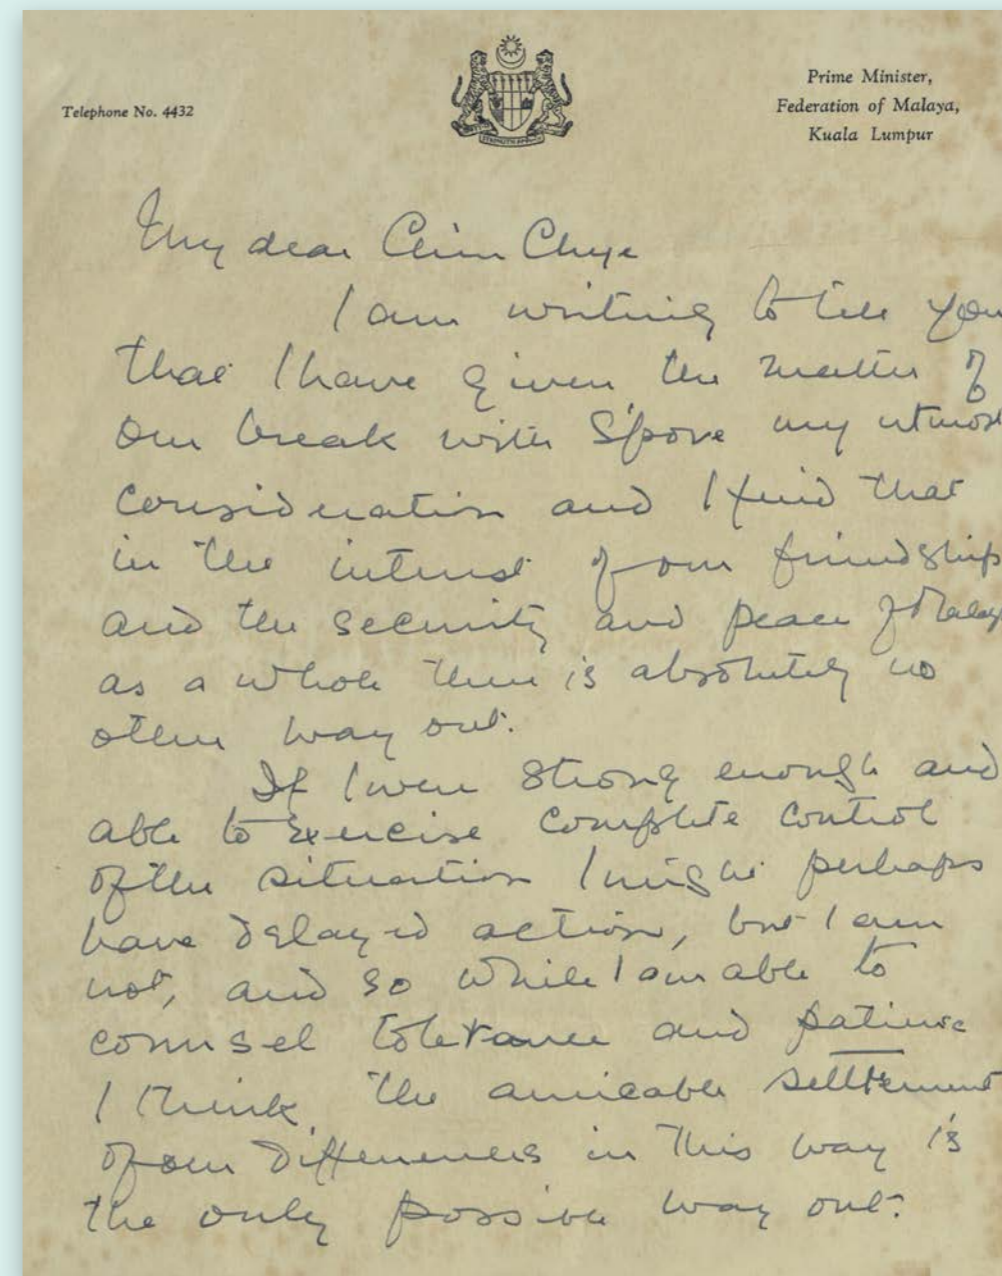 Telephone No. 4432
Prime Minister,
Federation of Malaya,
Kuala Lumpur
My dear Chin Chye
I am writing to tell you
that I have given the matter of
our break with S'pore my utmost
consideration and I find that
in the interest of our friendship
and the security and peace of Malay
as a whole there is absolutely no
other way out.
If I were strong enough and
able to exercise complete control
of the situation I might perhaps
have delayed action, but I am
not, and so while I am able to
counsel tolerance and patience
I think the amicable settlement
of our differences in this way is
the only possible way out.